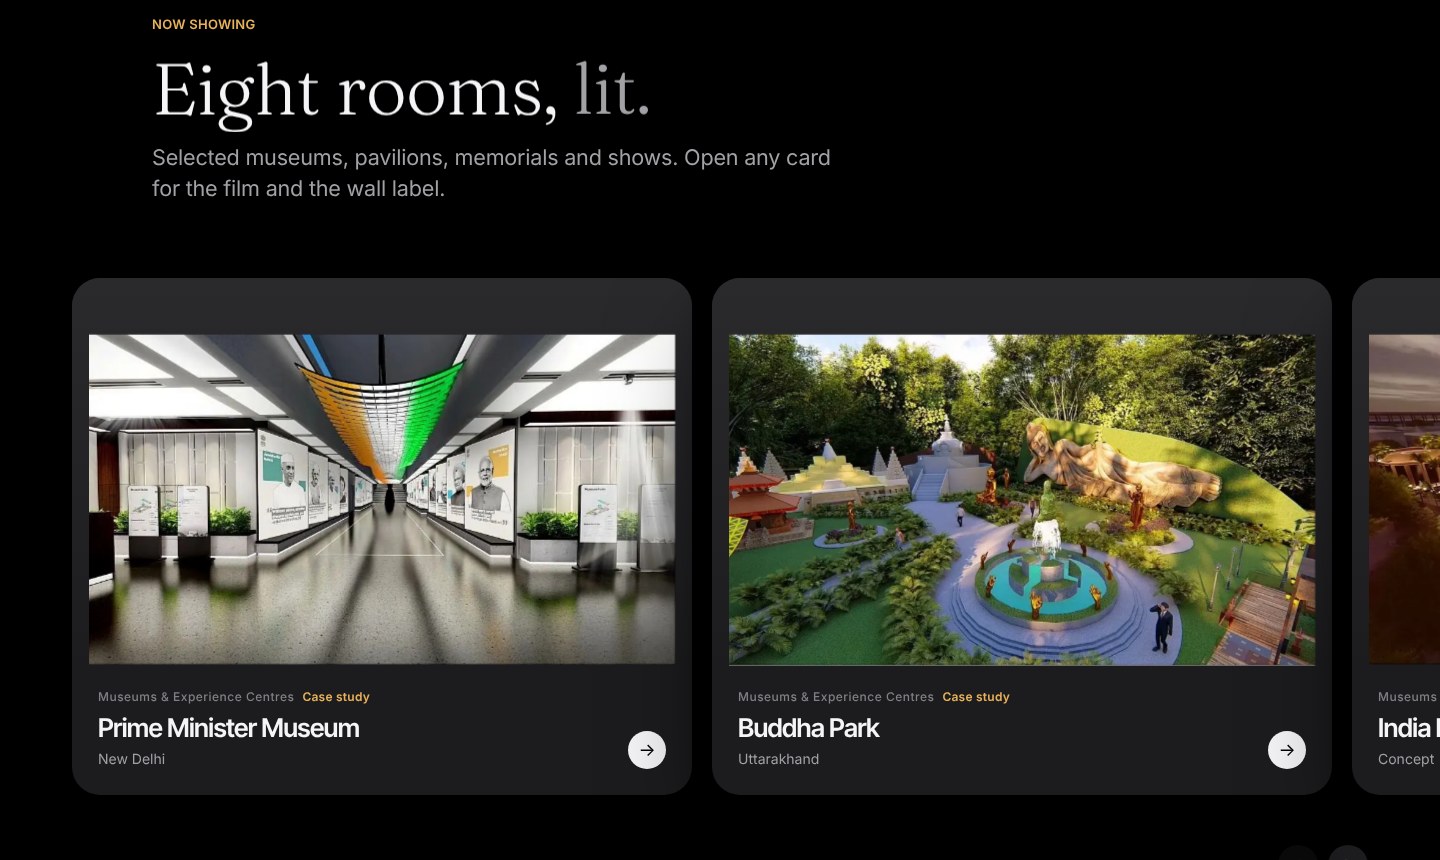 NOW SHOWING
Eight rooms, lit.
Selected museums, pavilions, memorials and shows. Open any card
for the film and the wall label.
Museums & Experience Centres Case study
Prime Minister Museum
New Delhi
Museums & Experience Centres Case study
Buddha Park
Uttarakhand
Museums
India
Concept